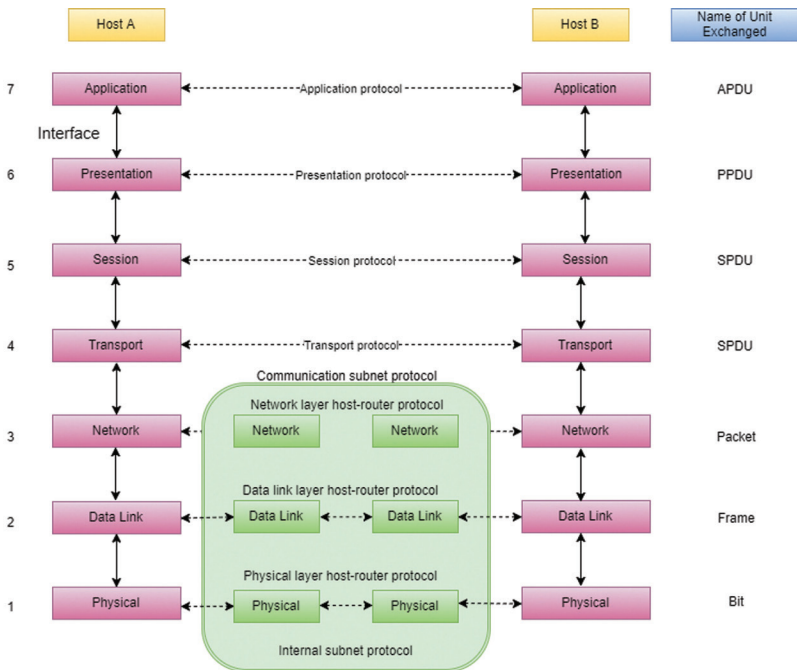 Host A
Host B
Name of Unit
Exchanged
7
Application
Application protocol
Application
APDU
Interface
6
Presentation
Presentation protocol
Presentation
PPDU
5
Session
Session protocol
Session
SPDU
4
Transport
Transport protocol
Transport
SPDU
Communication subnet protocol
Network layer host-router protocol
3
Network
Network
Network
Network
Packet
Data link layer host-router protocol
2
Data Link
Data Link
Data Link
Data Link
Frame
Physical layer host-router protocol
1
Physical
Physical
Physical
Physical
Bit
Internal subnet protocol